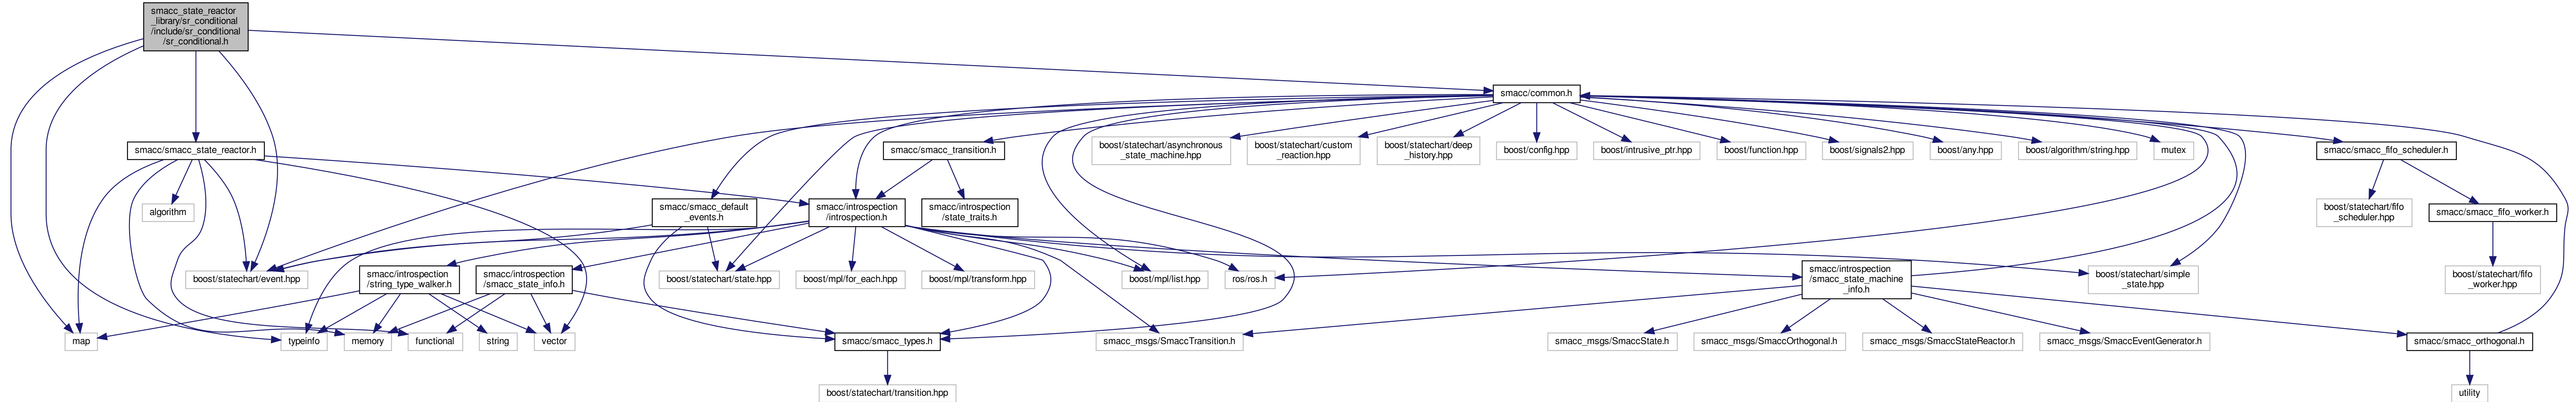 smacc_state_reactor
_library/sr_conditional
/include/sr_conditional
/sr_conditional.h
smacc/common.h
smacc/smacc_state_reactor.h
smacc/smacc_transition.h
boost/statechart/asynchronous
_state_machine.hpp
boost/statechart/custom
_reaction.hpp
boost/statechart/deep
_history.hpp
boost/config.hpp
boost/intrusive_ptr.hpp
boost/function.hpp
boost/signals2.hpp
boost/any.hpp
boost/algorithm/string.hpp
mutex
smacc/smacc_fifo_scheduler.h
algorithm
smacc/smacc_default
_events.h
smacc/introspection
/introspection.h
smacc/introspection
/state_traits.h
boost/statechart/fifo
_scheduler.hpp
smacc/smacc_fifo_worker.h
boost/statechart/event.hpp
smacc/introspection
/string_type_walker.h
smacc/introspection
/smacc_state_info.h
boost/statechart/state.hpp
boost/mpl/for_each.hpp
boost/mpl/transform.hpp
boost/mpl/list.hpp
ros/ros.h
smacc/introspection
/smacc_state_machine
_info.h
boost/statechart/simple
_state.hpp
boost/statechart/fifo
_worker.hpp
map
typeinfo
memory
functional
string
vector
smacc/smacc_types.h
smacc_msgs/SmaccTransition.h
smacc_msgs/SmaccState.h
smacc_msgs/SmaccOrthogonal.h
smacc_msgs/SmaccStateReactor.h
smacc_msgs/SmaccEventGenerator.h
smacc/smacc_orthogonal.h
boost/statechart/transition.hpp
utility